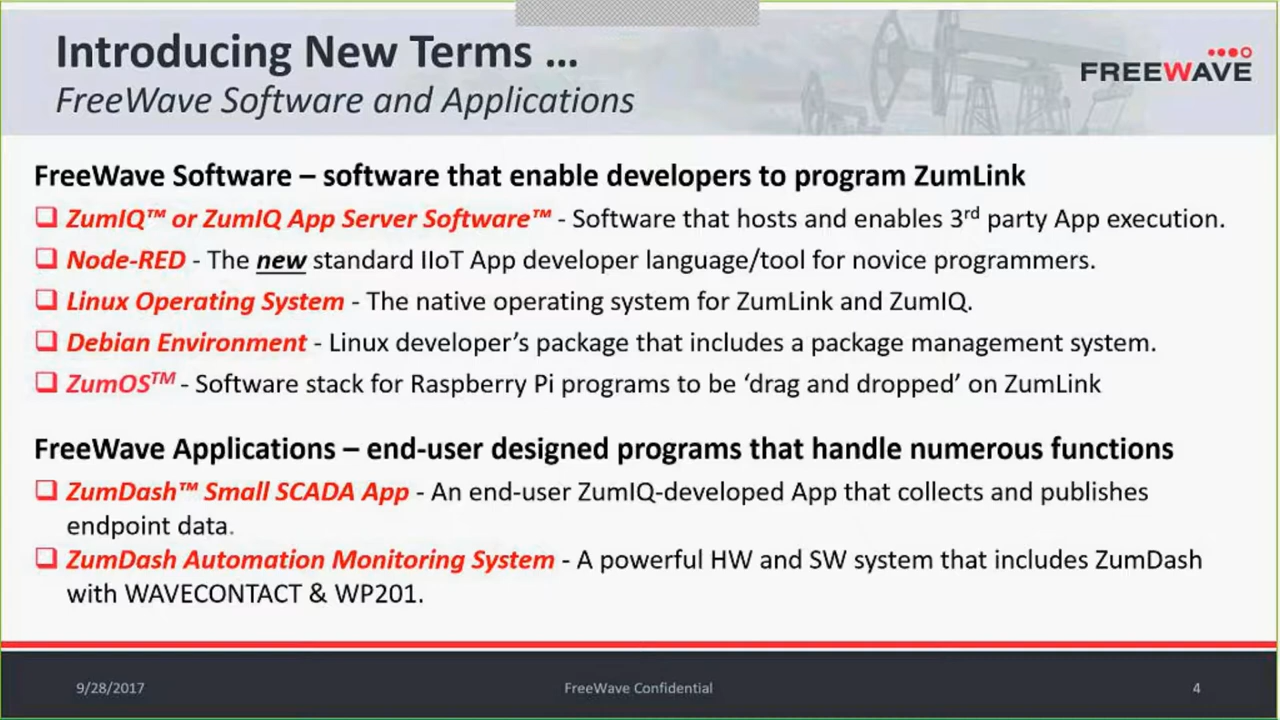 Introducing New Terms ...
FreeWave Software and Applications
FREEWAVE
FreeWave Software – software that enable developers to program ZumLink
❑ ZumIQ™ or ZumIQ App Server Software™ - Software that hosts and enables 3rd party App execution.
❑ Node-RED - The new standard IIoT App developer language/tool for novice programmers.
❑ Linux Operating System - The native operating system for ZumLink and ZumIQ.
❑ Debian Environment - Linux developer’s package that includes a package management system.
❑ ZumOS™ - Software stack for Raspberry Pi programs to be ‘drag and dropped’ on ZumLink
FreeWave Applications – end-user designed programs that handle numerous functions
❑ ZumDash™ Small SCADA App - An end-user ZumIQ-developed App that collects and publishes
endpoint data.
❑ ZumDash Automation Monitoring System - A powerful HW and SW system that includes ZumDash
with WAVECONTACT & WP201.
9/28/2017
FreeWave Confidential
4